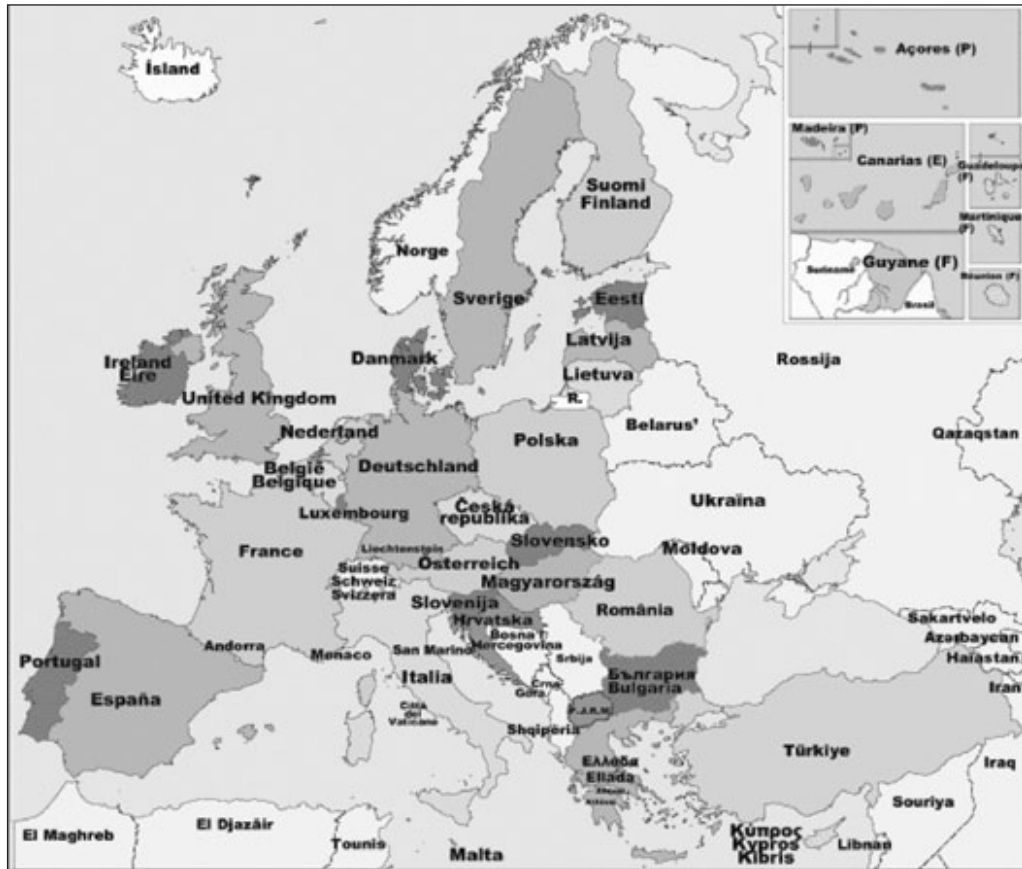 Ísland
Açores (P)
Madeira (P)
Canarias (E)
Guadeloupe
(F)
Martinique
(F)
Suriname
Guyane (F)
Réunion (F)
Brasil
Suomi
Finland
Norge
Sverige
Eesti
Latvija
Danmark
Ireland
Éire
Lietuva
R.
Rossija
United Kingdom
Nederland
Polska
Belarus'
Qazaqstan
België
Belgique
Deutschland
Luxembourg
Česká
republika
Ukraïna
France
Liechtenstein
Slovensko
Moldova
Österreich
Suisse
Schweiz
Svizzera
Magyarország
Slovenija
Hrvatska
România
Sakartvelo
Azərbaycan
Haïastan
Bosna i
Hercegovina
Andorra
Monaco
San Marino
Srbija
Portugal
España
Italia
Crna
Gora
България
Bulgaria
Iran
Città
del
Vaticano
F.J.R.M.
Shqipëria
Türkiye
Iraq
Ελλάδα
Ellada
Souriya
El Maghreb
El Djazâir
Tounis
Malta
Κύπρος
Kypros
Kibris
Libnan